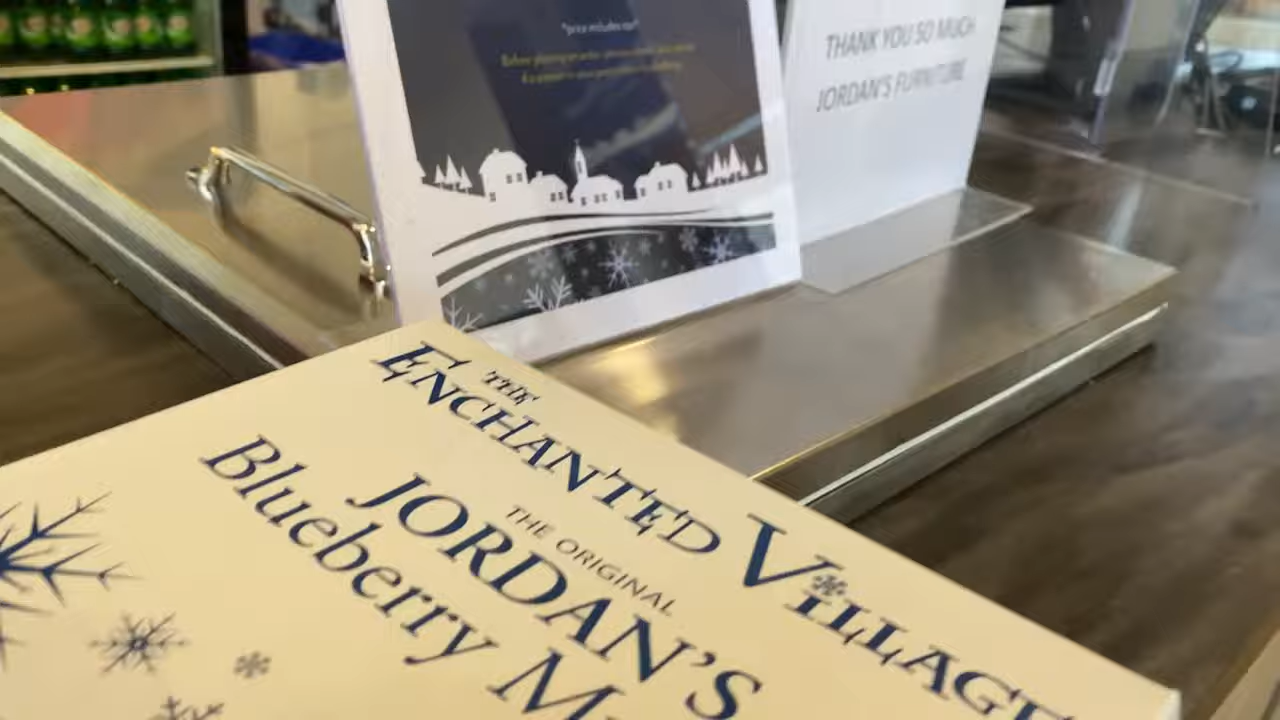 *price includes tax*
THANK YOU SO MUCH
JORDAN'S FURNITURE
THE
ENCHANTED VILLAGE
THE ORIGINAL
JORDAN'S
Blueberry